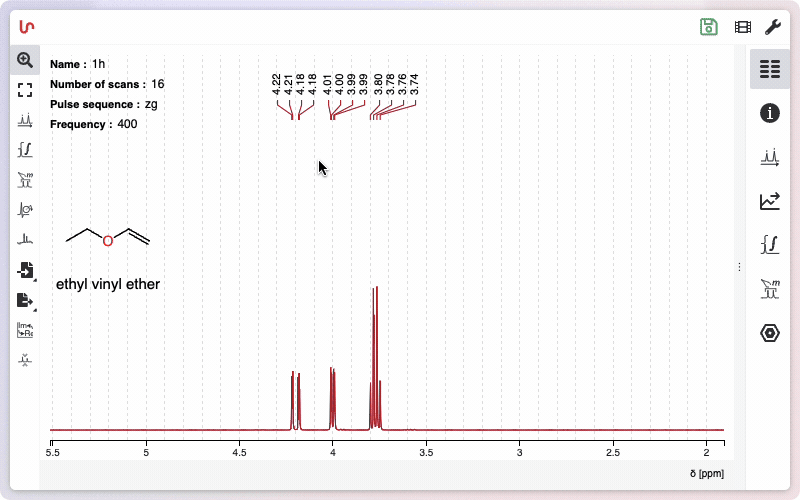 Name : 1h
Number of scans : 16
Pulse sequence : zg
Frequency : 400
4.22 4.21 4.18 4.18 4.01 4.00 3.99 3.99 3.80 3.78 3.76 3.74
O
ethyl vinyl ether
5.5 5 4.5 4 3.5 3 2.5 2
δ [ppm]